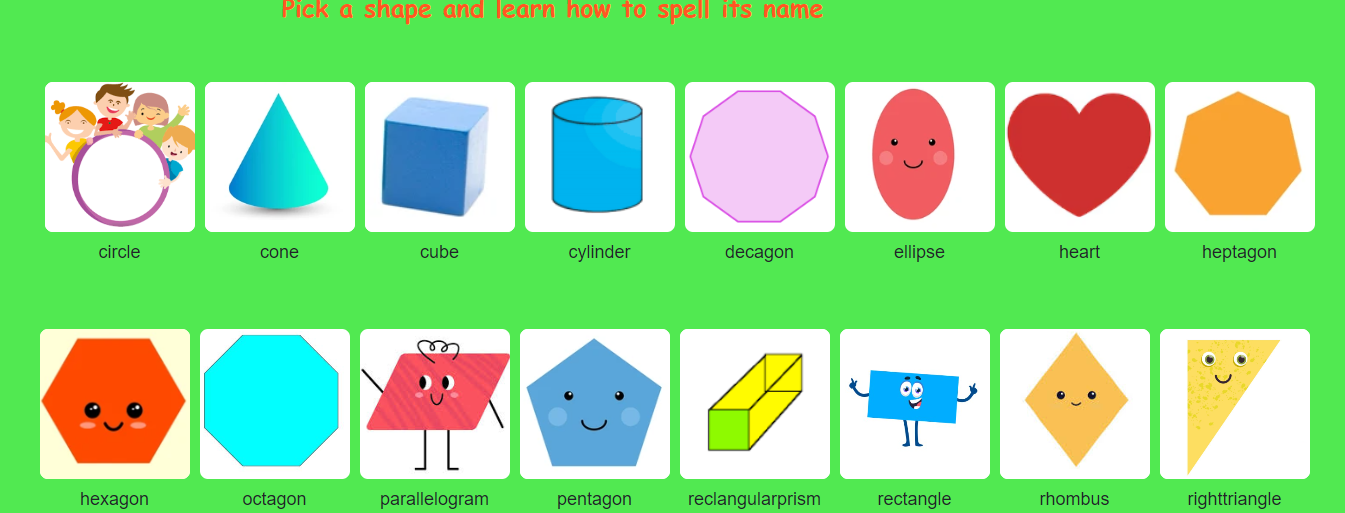 Pick a shape and learn how to spell its name
circle cone cube cylinder decagon ellipse heart heptagon
hexagon octagon parallelogram pentagon reclangularprism rectangle rhombus righttriangle